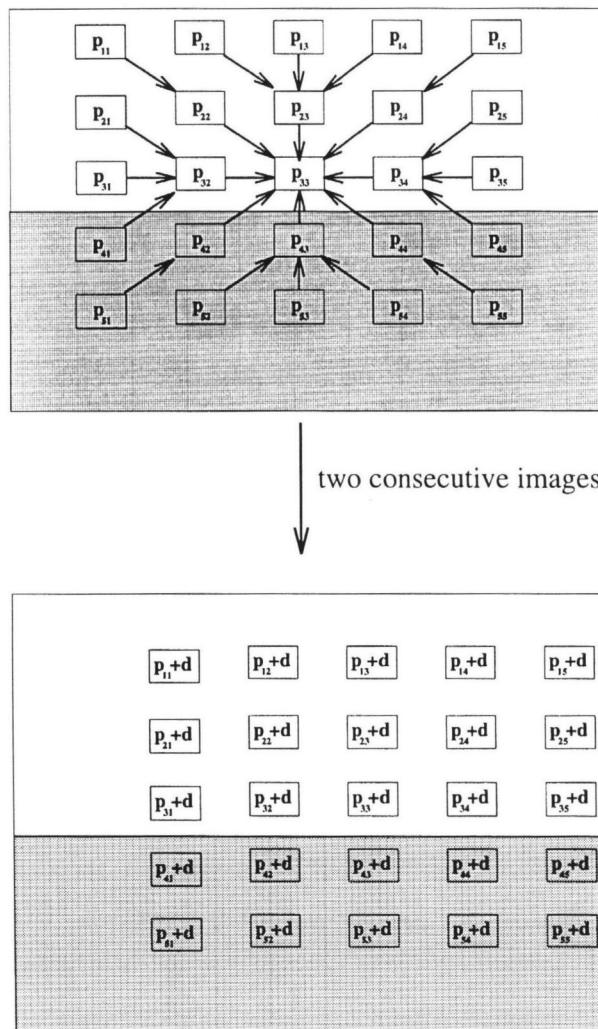 p₁₁ p₁₂ p₁₃ p₁₄ p₁₅
p₂₁ p₂₂ p₂₃ p₂₄ p₂₅
p₃₁ p₃₂ p₃₃ p₃₄ p₃₅
p₄₁ p₄₂ p₄₃ p₄₄ p₄₅
p₅₁ p₅₂ p₅₃ p₅₄ p₅₅
two consecutive images
p₁₁+d p₁₂+d p₁₃+d p₁₄+d p₁₅+d
p₂₁+d p₂₂+d p₂₃+d p₂₄+d p₂₅+d
p₃₁+d p₃₂+d p₃₃+d p₃₄+d p₃₅+d
p₄₁+d p₄₂+d p₄₃+d p₄₄+d p₄₅+d
p₅₁+d p₅₂+d p₅₃+d p₅₄+d p₅₅+d